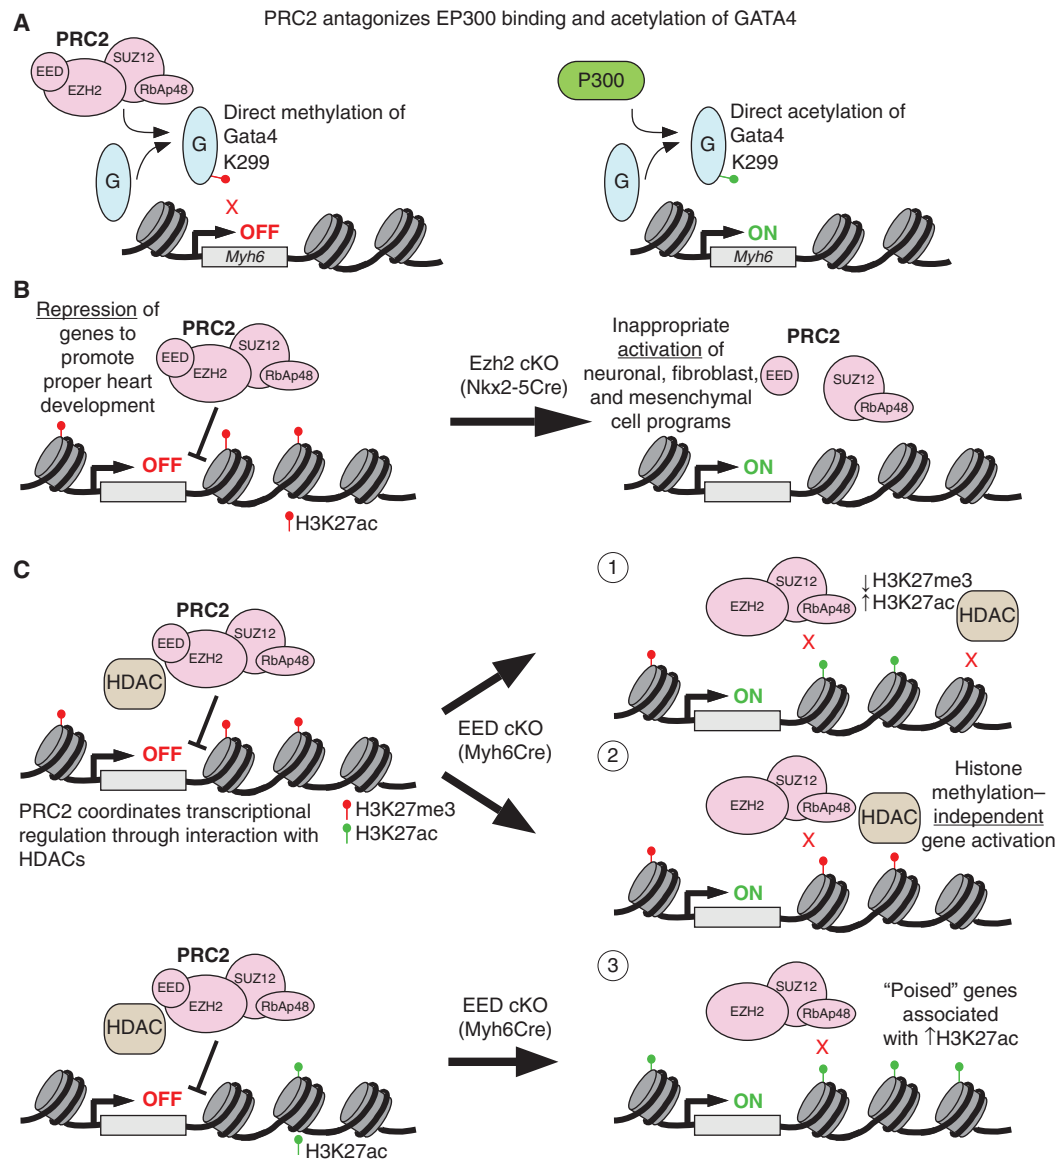 PRC2 antagonizes EP300 binding and acetylation of GATA4
A
PRC2
EED
SUZ12
EZH2
RbAp48
G
G
Direct methylation of
Gata4
K299
X
OFF
Myh6
P300
G
G
Direct acetylation of
Gata4
K299
ON
Myh6
B
Repression of
genes to
promote
proper heart
development
PRC2
EED
SUZ12
EZH2
RbAp48
OFF
H3K27ac
Ezh2 cKO
(Nkx2-5Cre)
Inappropriate
activation of
neuronal, fibroblast,
and mesenchymal
cell programs
PRC2
EED
SUZ12
RbAp48
ON
C
PRC2
EED
SUZ12
EZH2
RbAp48
HDAC
OFF
PRC2 coordinates transcriptional
regulation through interaction with
HDACs
H3K27me3
H3K27ac
EED cKO
(Myh6Cre)
1
SUZ12
EZH2
RbAp48
↓H3K27me3
↑H3K27ac
HDAC
X
X
ON
2
SUZ12
EZH2
RbAp48
HDAC
X
Histone
methylation–
independent
gene activation
ON
PRC2
EED
SUZ12
EZH2
RbAp48
HDAC
OFF
H3K27ac
EED cKO
(Myh6Cre)
3
SUZ12
EZH2
RbAp48
X
“Poised” genes
associated
with ↑H3K27ac
ON